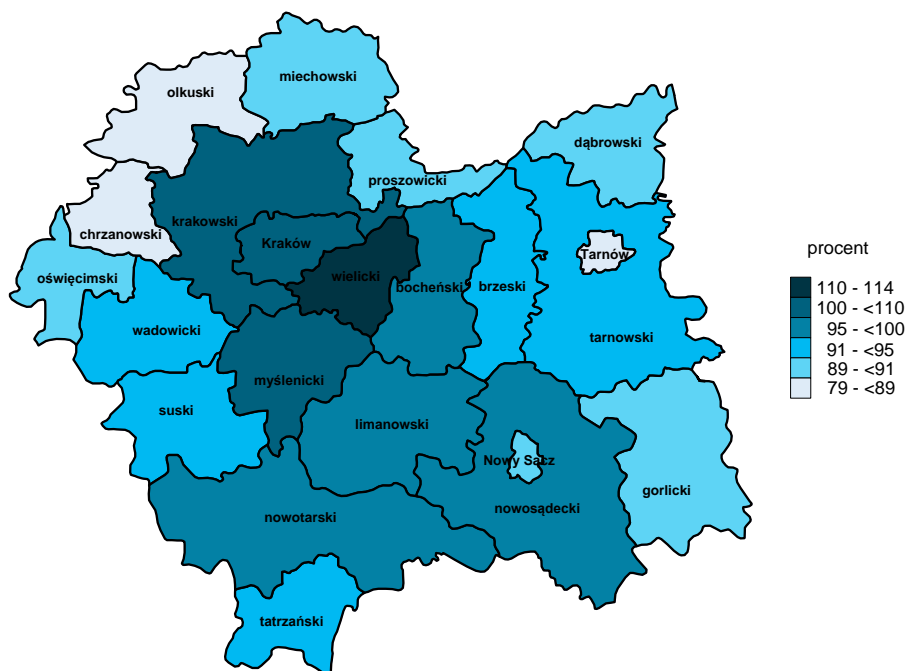 miechowski
olkuski
dąbrowski
proszowicki
krakowski
chrzanowski
Kraków
Tarnów
oświęcimski
wielicki
bocheński
brzeski
wadowicki
tarnowski
myślenicki
suski
limanowski
Nowy Sącz
gorlicki
nowosądecki
nowotarski
tatrzański
procent
110 - 114
100 - <110
95 - <100
91 - <95
89 - <91
79 - <89